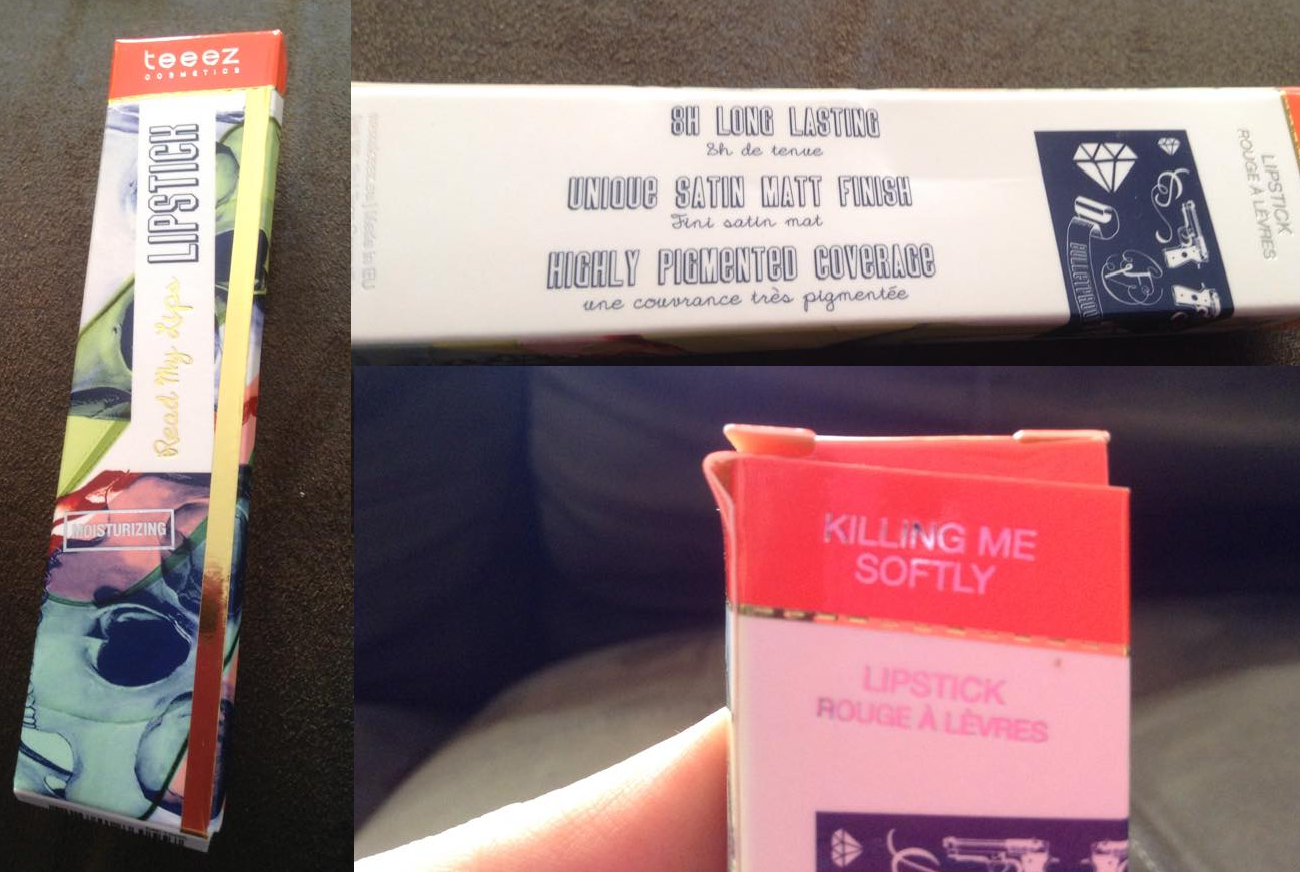 teeez
COSMETICS
Read My Lips LIPSTICK
MOISTURIZING
8H LONG LASTING
8h de tenue
UNIQUE SATIN MATT FINISH
Fini satin mat
HIGHLY PIGMENTED COVERAGE
une couvrance très pigmentée
BULLETPROOF
LIPSTICK
ROUGE À LÈVRES
KILLING ME
SOFTLY
LIPSTICK
ROUGE À LÈVRES